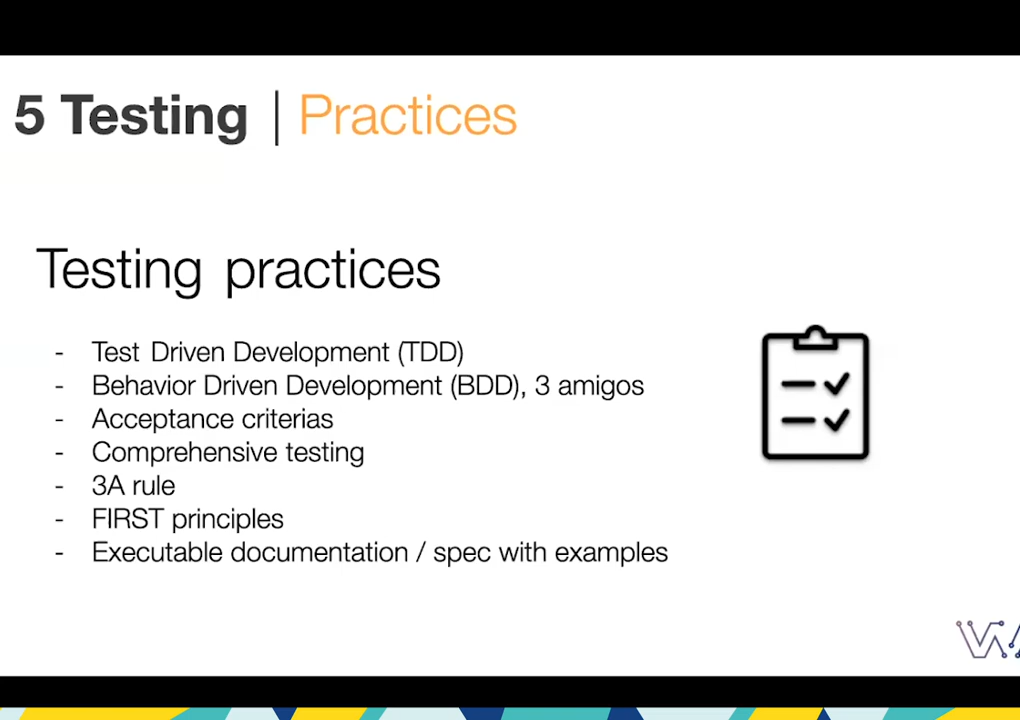 5 Testing | Practices
Testing practices
- Test Driven Development (TDD)
- Behavior Driven Development (BDD), 3 amigos
- Acceptance criterias
- Comprehensive testing
- 3A rule
- FIRST principles
- Executable documentation / spec with examples